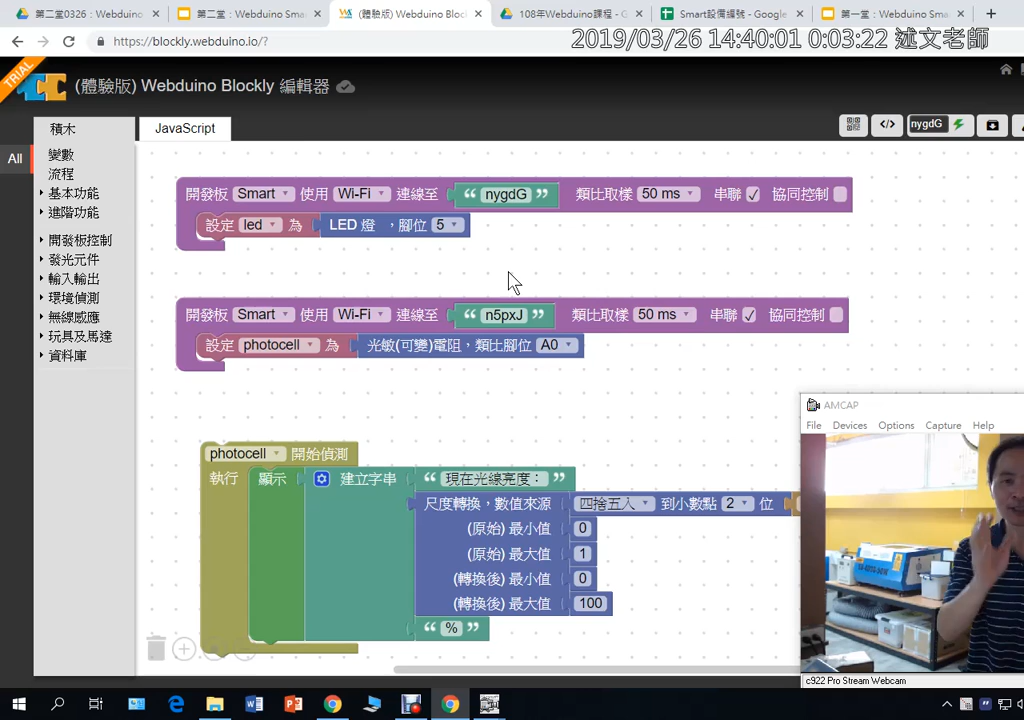 第二堂0326：Webduino
第二堂：Webduino Sma
(體驗版) Webduino Bloc
108年Webduino課程 - G
Smart設備編號 - Google
第一堂：Webduino Sma
https://blockly.webduino.io/?
2019/03/26 14:40:01 0:03:22 述文老師
TRIAL
(體驗版) Webduino Blockly 編輯器
積木
JavaScript
</>
nygdG
All
變數
流程
基本功能
進階功能
開發板控制
發光元件
輸入輸出
環境偵測
無線感應
玩具及馬達
資料庫
開發板 Smart 使用 Wi-Fi 連線至 “ nygdG ” 類比取樣 50 ms 串聯 協同控制
設定 led 為 LED 燈 ，腳位 5
開發板 Smart 使用 Wi-Fi 連線至 “ n5pxJ ” 類比取樣 50 ms 串聯 協同控制
設定 photocell 為 光敏(可變)電阻，類比腳位 A0
photocell 開始偵測
執行 顯示 建立字串 “ 現在光線亮度： ”
尺度轉換，數值來源 四捨五入 到小數點 2 位
(原始) 最小值 0
(原始) 最大值 1
(轉換後) 最小值 0
(轉換後) 最大值 100
“ % ”
AMCAP
File Devices Options Capture Help
c922 Pro Stream Webcam